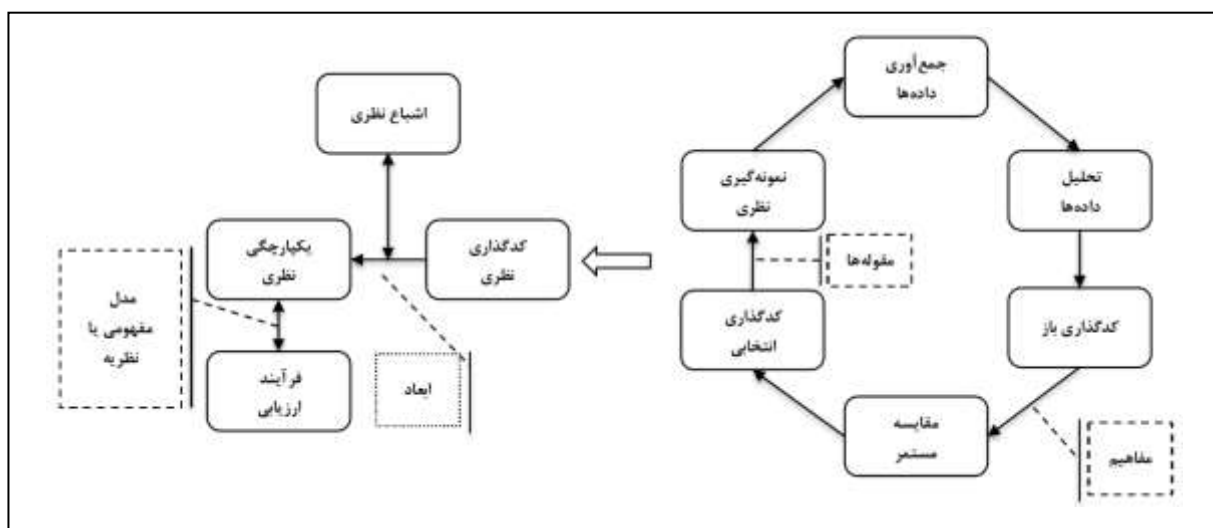 جمع‌آوری
داده‌ها
تحلیل
داده‌ها
کدگذاری باز
مفاهیم
مقایسه
مستمر
کدگذاری
انتخابی
مقوله‌ها
نمونه‌گیری
نظری
کدگذاری
نظری
اشباع نظری
یکپارچگی
نظری
ابعاد
فرآیند
ارزیابی
مدل
مفهومی یا
نظریه